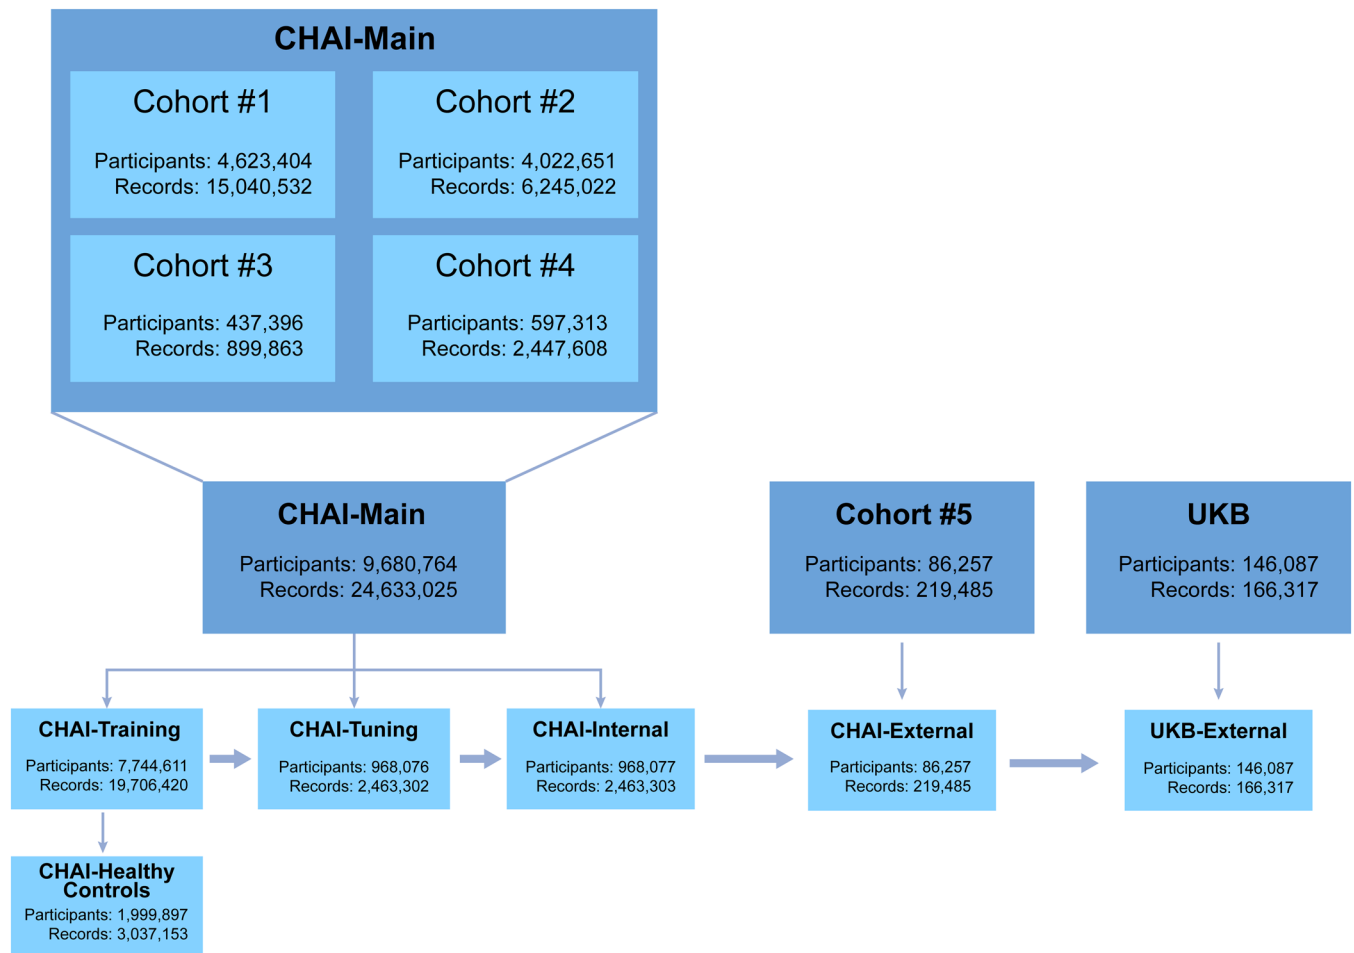 CHAI-Main
Cohort #1
Participants: 4,623,404
Records: 15,040,532
Cohort #2
Participants: 4,022,651
Records: 6,245,022
Cohort #3
Participants: 437,396
Records: 899,863
Cohort #4
Participants: 597,313
Records: 2,447,608
CHAI-Main
Participants: 9,680,764
Records: 24,633,025
Cohort #5
Participants: 86,257
Records: 219,485
UKB
Participants: 146,087
Records: 166,317
CHAI-Training
Participants: 7,744,611
Records: 19,706,420
CHAI-Tuning
Participants: 968,076
Records: 2,463,302
CHAI-Internal
Participants: 968,077
Records: 2,463,303
CHAI-External
Participants: 86,257
Records: 219,485
UKB-External
Participants: 146,087
Records: 166,317
CHAI-Healthy
Controls
Participants: 1,999,897
Records: 3,037,153